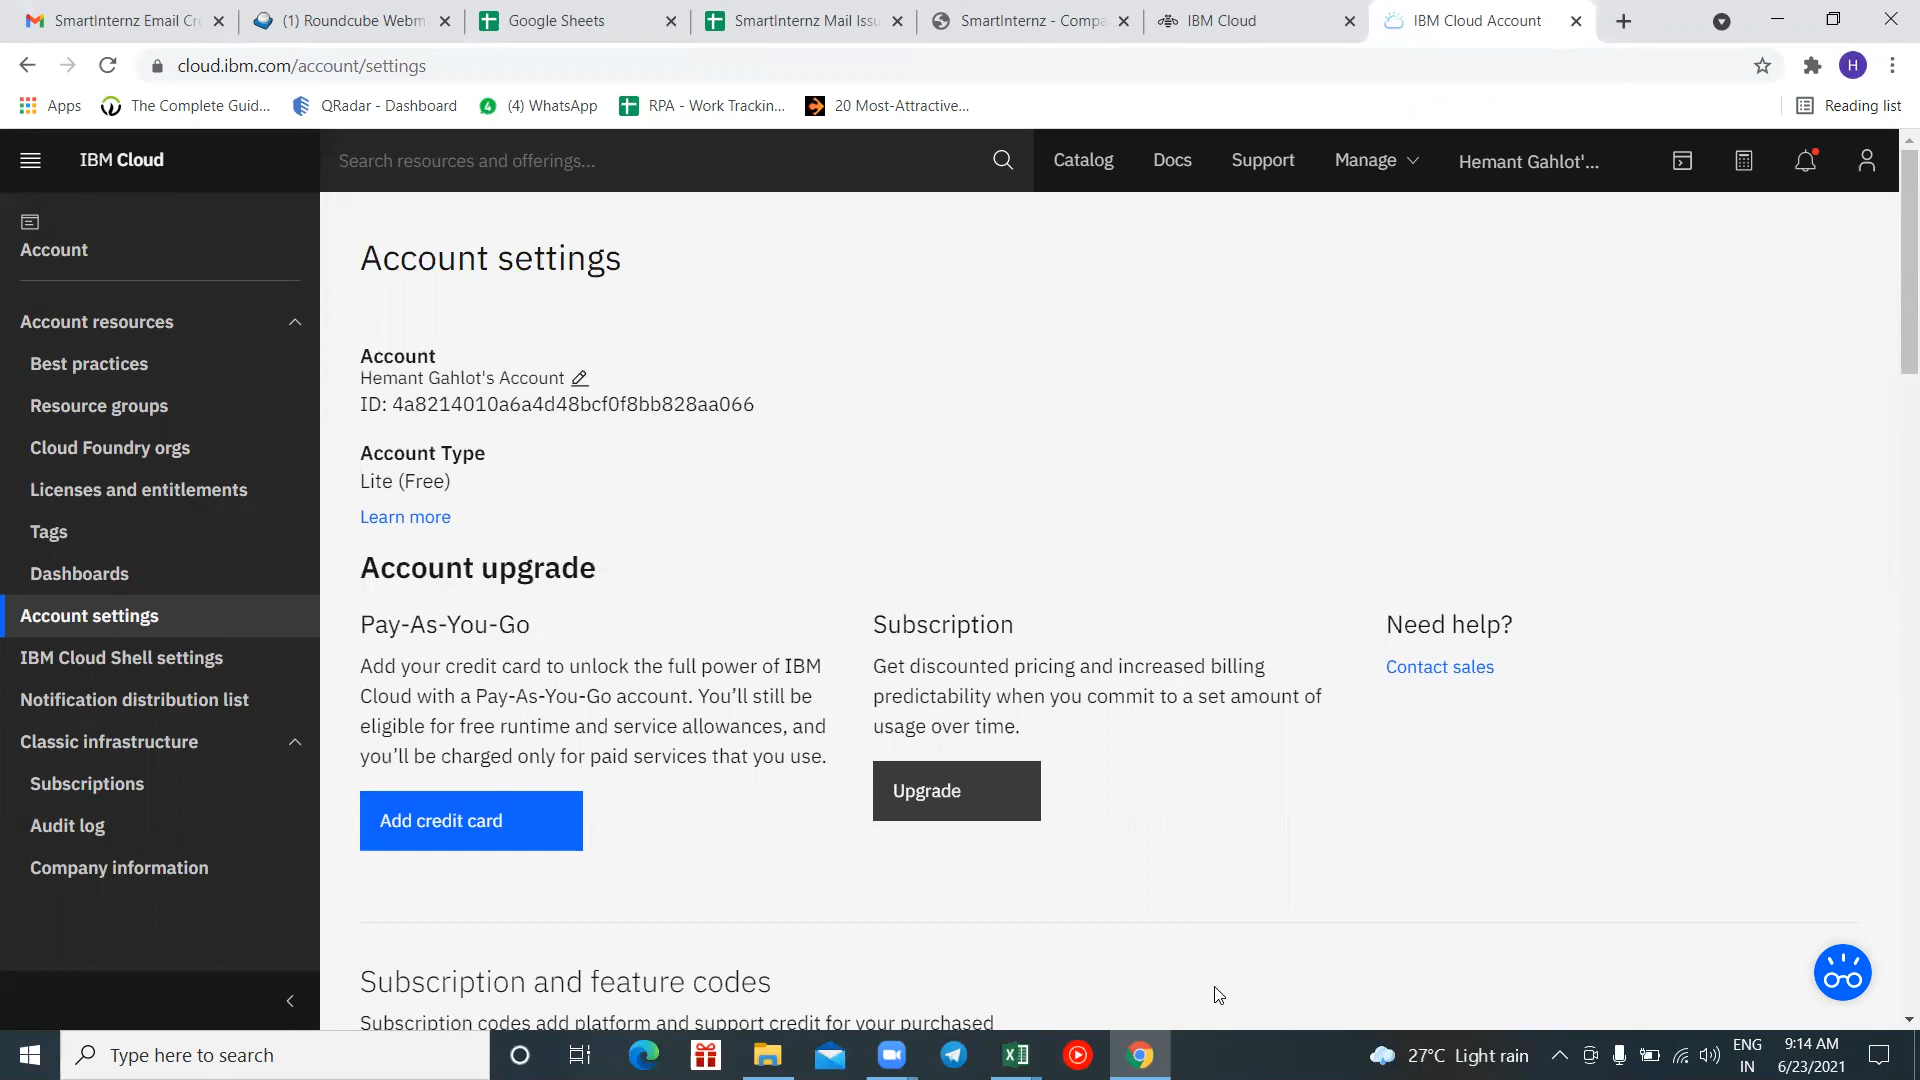 SmartInternz Email Cre
(1) Roundcube Webm
Google Sheets
SmartInternz Mail Issu
SmartInternz - Compa
IBM Cloud
IBM Cloud Account
cloud.ibm.com/account/settings
H
Apps
The Complete Guid...
QRadar - Dashboard
(4) WhatsApp
RPA - Work Trackin...
20 Most-Attractive...
Reading list
IBM Cloud
Search resources and offerings...
Catalog
Docs
Support
Manage
Hemant Gahlot'...
Account
Account resources
Best practices
Resource groups
Cloud Foundry orgs
Licenses and entitlements
Tags
Dashboards
Account settings
IBM Cloud Shell settings
Notification distribution list
Classic infrastructure
Subscriptions
Audit log
Company information
Account settings
Account
Hemant Gahlot's Account
ID: 4a8214010a6a4d48bcf0f8bb828aa066
Account Type
Lite (Free)
Learn more
Account upgrade
Pay-As-You-Go
Add your credit card to unlock the full power of IBM
Cloud with a Pay-As-You-Go account. You’ll still be
eligible for free runtime and service allowances, and
you’ll be charged only for paid services that you use.
Add credit card
Subscription
Get discounted pricing and increased billing
predictability when you commit to a set amount of
usage over time.
Upgrade
Need help?
Contact sales
Subscription and feature codes
Subscription codes add platform and support credit for your purchased
Type here to search
27°C Light rain
ENG
IN
9:14 AM
6/23/2021